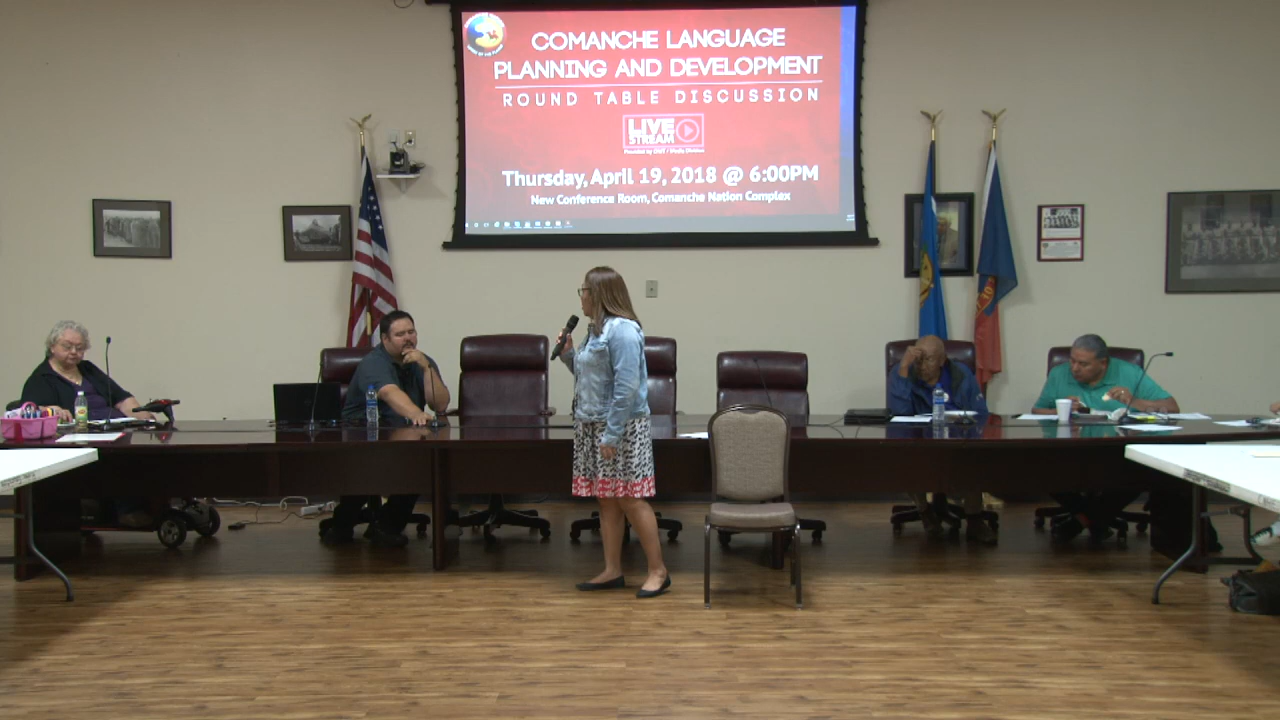 COMANCHE LANGUAGE
PLANNING AND DEVELOPMENT
ROUND TABLE DISCUSSION
LIVE
STREAM
Thursday, April 19, 2018 @ 6:00PM
New Conference Room, Comanche Nation Complex